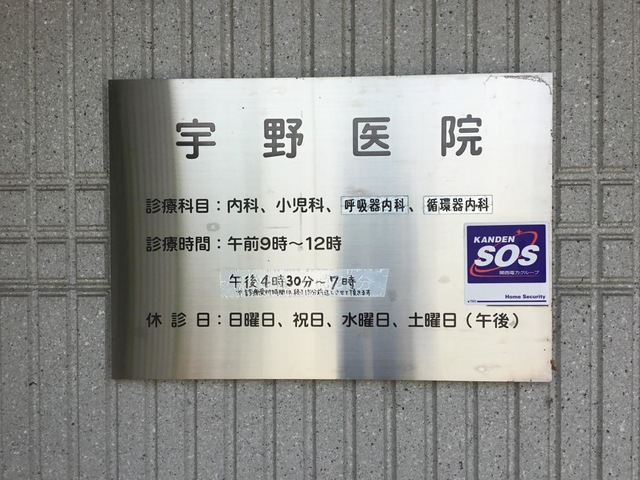 宇野医院
診療科目：内科、小児科、呼吸器内科、循環器内科
診療時間：午前9時～12時
午後4時30分～7時
休診日：日曜日、祝日、水曜日、土曜日（午後）
KANDEN
SOS
関西電力グループ
Home Security